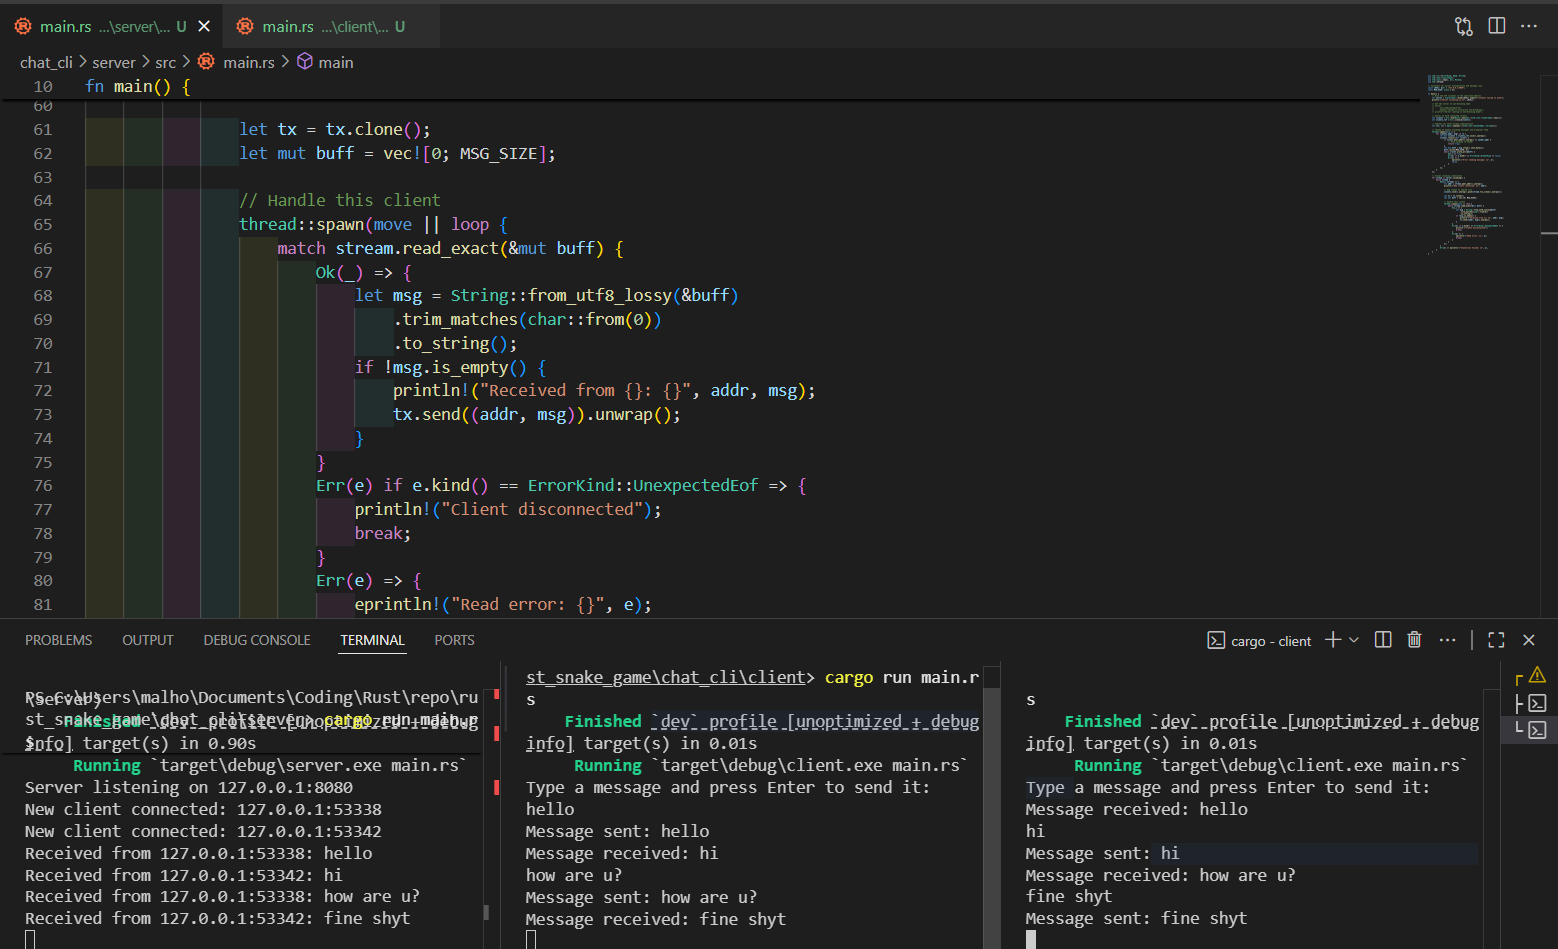 main.rs ...\server\... U
main.rs ...\client\... U
chat_cli > server > src > main.rs > main
10 fn main() {
60
61 let tx = tx.clone();
62 let mut buff = vec![0; MSG_SIZE];
63
64 // Handle this client
65 thread::spawn(move || loop {
66 match stream.read_exact(&mut buff) {
67 Ok(_) => {
68 let msg = String::from_utf8_lossy(&buff)
69 .trim_matches(char::from(0))
70 .to_string();
71 if !msg.is_empty() {
72 println!("Received from {}: {}", addr, msg);
73 tx.send((addr, msg)).unwrap();
74 }
75 }
76 Err(e) if e.kind() == ErrorKind::UnexpectedEof => {
77 println!("Client disconnected");
78 break;
79 }
80 Err(e) => {
81 eprintln!("Read error: {}", e);
PROBLEMS OUTPUT DEBUG CONSOLE TERMINAL PORTS
cargo - client
PS C:\Users\malho\Documents\Coding\Rust\repo\ru
st_snake_game\chat_cli\server> cargo run main.r
info] target(s) in 0.90s
Running `target\debug\server.exe main.rs`
Server listening on 127.0.0.1:8080
New client connected: 127.0.0.1:53338
New client connected: 127.0.0.1:53342
Received from 127.0.0.1:53338: hello
Received from 127.0.0.1:53342: hi
Received from 127.0.0.1:53338: how are u?
Received from 127.0.0.1:53342: fine shyt
st_snake_game\chat_cli\client> cargo run main.r
s
Finished `dev` profile [unoptimized + debug
info] target(s) in 0.01s
Running `target\debug\client.exe main.rs`
Type a message and press Enter to send it:
hello
Message sent: hello
Message received: hi
how are u?
Message sent: how are u?
Message received: fine shyt
s
Finished `dev` profile [unoptimized + debug
info] target(s) in 0.01s
Running `target\debug\client.exe main.rs`
Type a message and press Enter to send it:
Message received: hello
hi
Message sent: hi
Message received: how are u?
fine shyt
Message sent: fine shyt